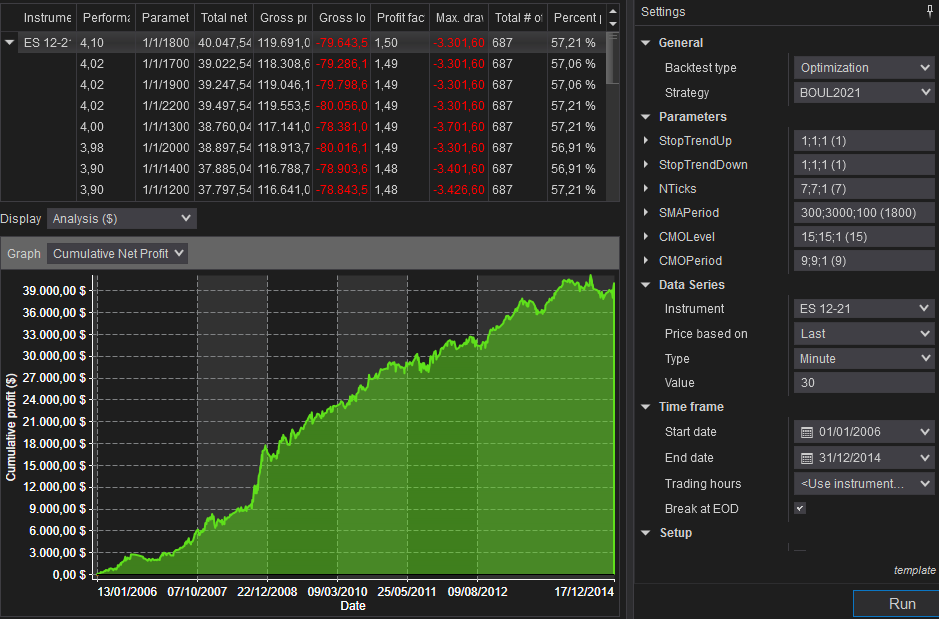 Instrume Performa Paramet Total net Gross pr Gross lo Profit fac Max. drav Total # of Percent p
ES 12-2 4,10 1/1/1800 40.047,54 119.691,0 -79.643,5 1,50 -3.301,60 687 57,21 %
4,02 1/1/1700 39.022,54 118.308,6 -79.286,1 1,49 -3.301,60 687 57,06 %
4,02 1/1/1900 39.247,54 119.046,1 -79.798,6 1,49 -3.301,60 687 57,06 %
4,02 1/1/2200 39.497,54 119.553,5 -80.056,0 1,49 -3.301,60 687 57,21 %
4,00 1/1/1300 38.760,04 117.141,0 -78.381,0 1,49 -3.701,60 687 57,21 %
3,98 1/1/2000 38.897,54 118.913,7 -80.016,1 1,49 -3.301,60 687 56,91 %
3,90 1/1/1400 37.885,04 116.788,7 -78.903,6 1,48 -3.401,60 687 56,91 %
3,90 1/1/1200 37.797,54 116.641,0 -78.843,5 1,48 -3.426,60 687 57,21 %
Display Analysis ($)
Graph Cumulative Net Profit
Cumulative profit ($)
39.000,00 $
36.000,00 $
33.000,00 $
30.000,00 $
27.000,00 $
24.000,00 $
21.000,00 $
18.000,00 $
15.000,00 $
12.000,00 $
9.000,00 $
6.000,00 $
3.000,00 $
0,00 $
13/01/2006 07/10/2007 22/12/2008 09/03/2010 25/05/2011 09/08/2012 17/12/2014
Date
Settings
General
Backtest type Optimization
Strategy BOUL2021
Parameters
StopTrendUp 1;1;1 (1)
StopTrendDown 1;1;1 (1)
NTicks 7;7;1 (7)
SMAPeriod 300;3000;100 (1800)
CMOLevel 15;15;1 (15)
CMOPeriod 9;9;1 (9)
Data Series
Instrument ES 12-21
Price based on Last
Type Minute
Value 30
Time frame
Start date 01/01/2006
End date 31/12/2014
Trading hours <Use instrument...
Break at EOD
Setup
template
Run